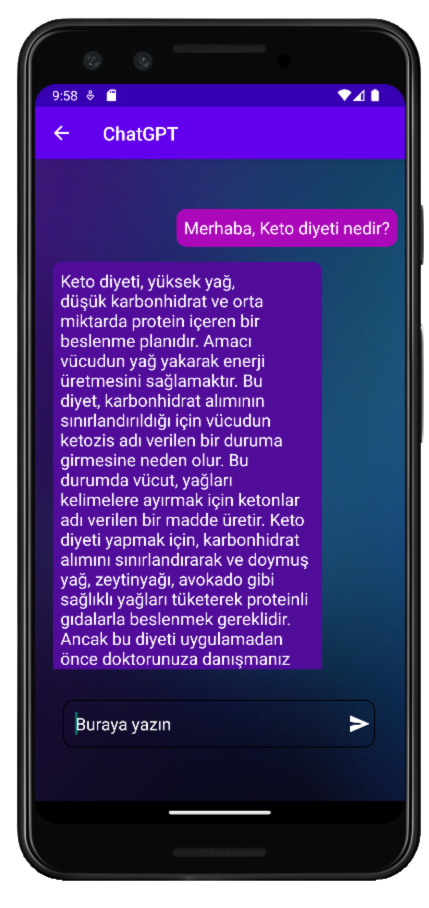 9:58
ChatGPT
Merhaba, Keto diyeti nedir?
Keto diyeti, yüksek yağ,
düşük karbonhidrat ve orta
miktarda protein içeren bir
beslenme planıdır. Amacı
vücudun yağ yakarak enerji
üretmesini sağlamaktır. Bu
diyet, karbonhidrat alımının
sınırlandırıldığı için vücudun
ketozis adı verilen bir duruma
girmesine neden olur. Bu
durumda vücut, yağları
kelimelere ayırmak için ketonlar
adı verilen bir madde üretir. Keto
diyeti yapmak için, karbonhidrat
alımını sınırlandırarak ve doymuş
yağ, zeytinyağı, avokado gibi
sağlıklı yağları tüketerek proteinli
gıdalarla beslenmek gereklidir.
Ancak bu diyeti uygulamadan
önce doktorunuza danışmanız
Buraya yazın